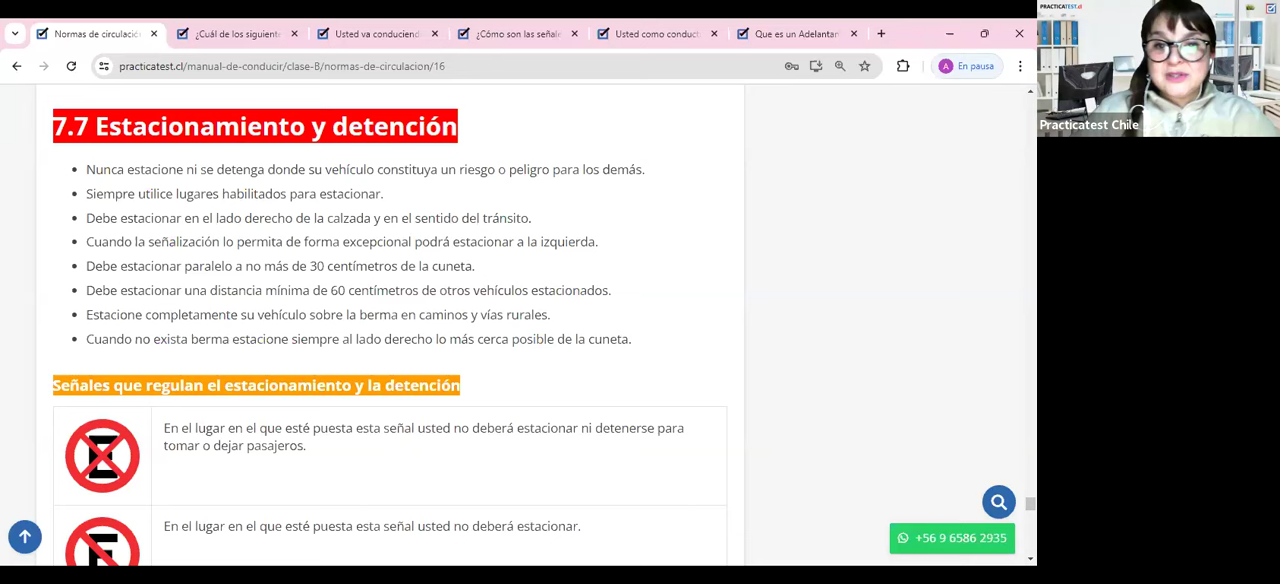 Normas de circulació
¿Cuál de los siguiente
Usted va conduciend
¿Cómo son las señale
Usted como conduct
Que es un Adelantan
practicatest.cl/manual-de-conducir/clase-B/normas-de-circulacion/16
A
En pausa
PRACTICATEST.cl
Practicatest Chile
7.7 Estacionamiento y detención
Nunca estacione ni se detenga donde su vehículo constituya un riesgo o peligro para los demás.
Siempre utilice lugares habilitados para estacionar.
Debe estacionar en el lado derecho de la calzada y en el sentido del tránsito.
Cuando la señalización lo permita de forma excepcional podrá estacionar a la izquierda.
Debe estacionar paralelo a no más de 30 centímetros de la cuneta.
Debe estacionar una distancia mínima de 60 centímetros de otros vehículos estacionados.
Estacione completamente su vehículo sobre la berma en caminos y vías rurales.
Cuando no exista berma estacione siempre al lado derecho lo más cerca posible de la cuneta.
Señales que regulan el estacionamiento y la detención
E
En el lugar en el que esté puesta esta señal usted no deberá estacionar ni detenerse para
tomar o dejar pasajeros.
E
En el lugar en el que esté puesta esta señal usted no deberá estacionar.
+56 9 6586 2935